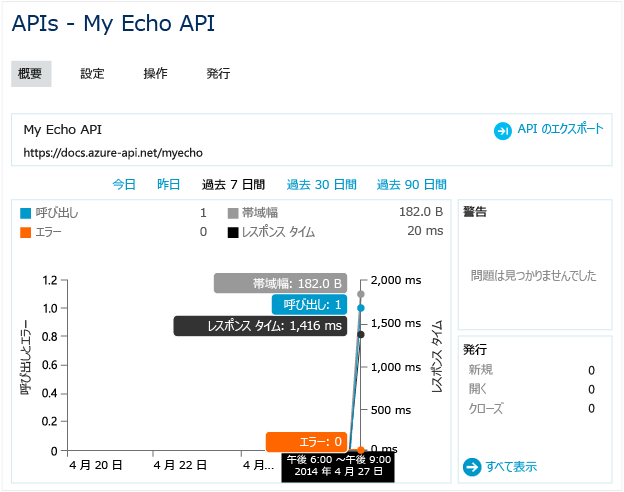 APIs - My Echo API
概要 設定 操作 発行
My Echo API
API のエクスポート
https://docs.azure-api.net/myecho
今日 昨日 過去 7 日間 過去 30 日間 過去 90 日間
呼び出し 1 帯域幅 182.0 B
エラー 0 レスポンス タイム 20 ms
警告
問題は見つかりませんでした
1.2
1.0
0.8
0.6
0.4
0.2
0
呼び出しとエラー
帯域幅: 182.0 B
呼び出し: 1
レスポンス タイム: 1,416 ms
エラー: 0
2,000 ms
1,500 ms
1,000 ms
500 ms
0 ms
レスポンス タイム
4 月 20 日 4 月 22 日 4 月...
午後 6:00 ～午後 9:00
2014 年 4 月 27 日
発行
新規 0
開く 0
クローズ 0
すべて表示